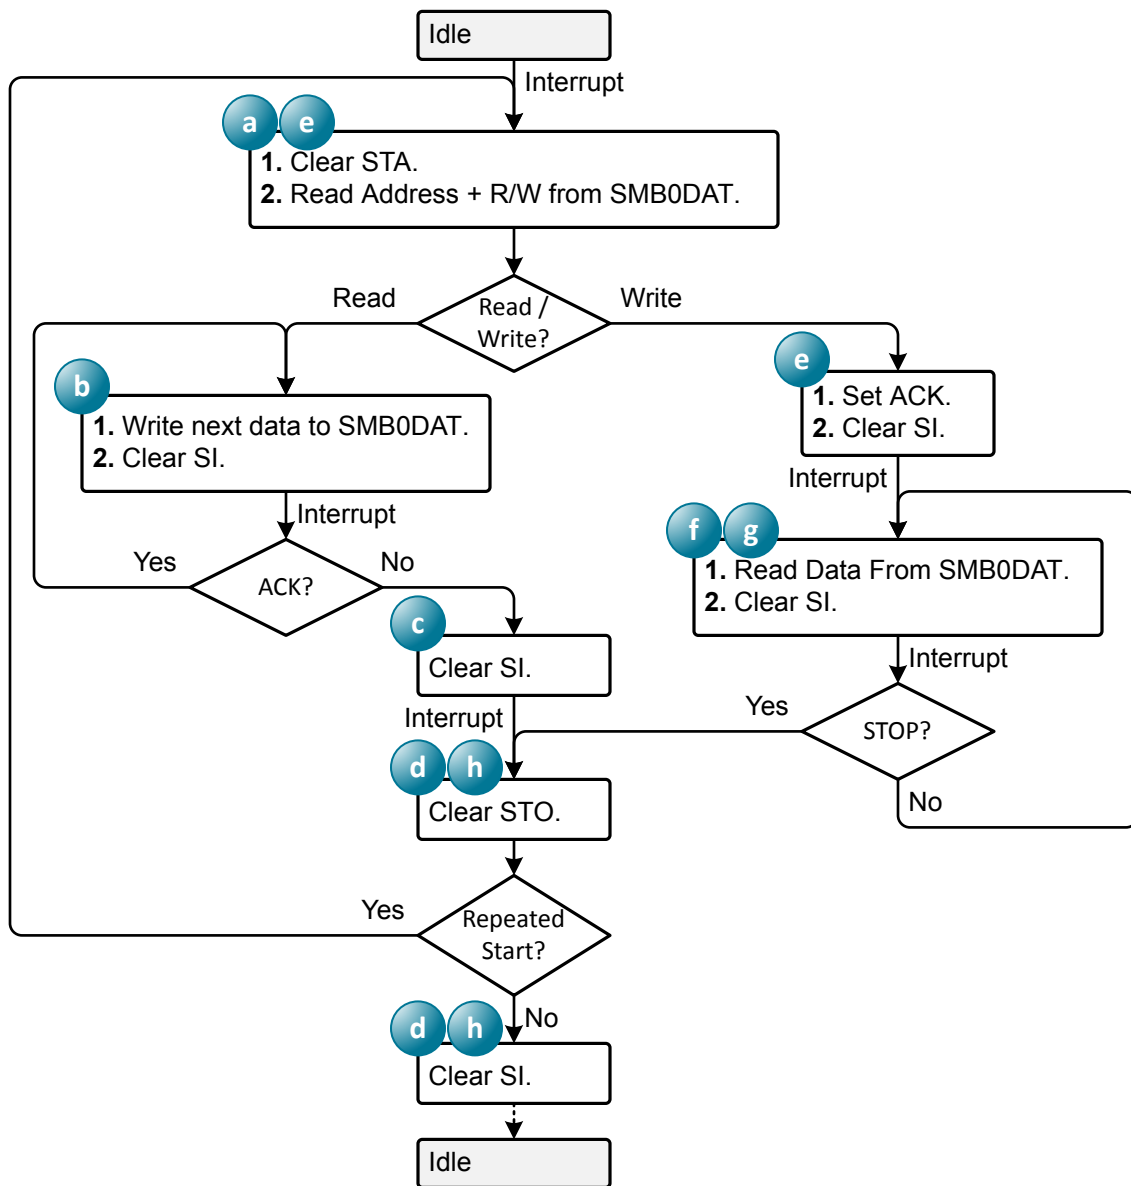 Idle
Interrupt
a e
1. Clear STA.
2. Read Address + R/W from SMB0DAT.
Read
Read /
Write?
Write
b
1. Write next data to SMB0DAT.
2. Clear SI.
e
1. Set ACK.
2. Clear SI.
Interrupt
Interrupt
Yes
ACK?
No
f g
1. Read Data From SMB0DAT.
2. Clear SI.
c
Clear SI.
Interrupt
Interrupt
Yes
STOP?
No
d h
Clear STO.
Yes
Repeated
Start?
No
d h
Clear SI.
Idle